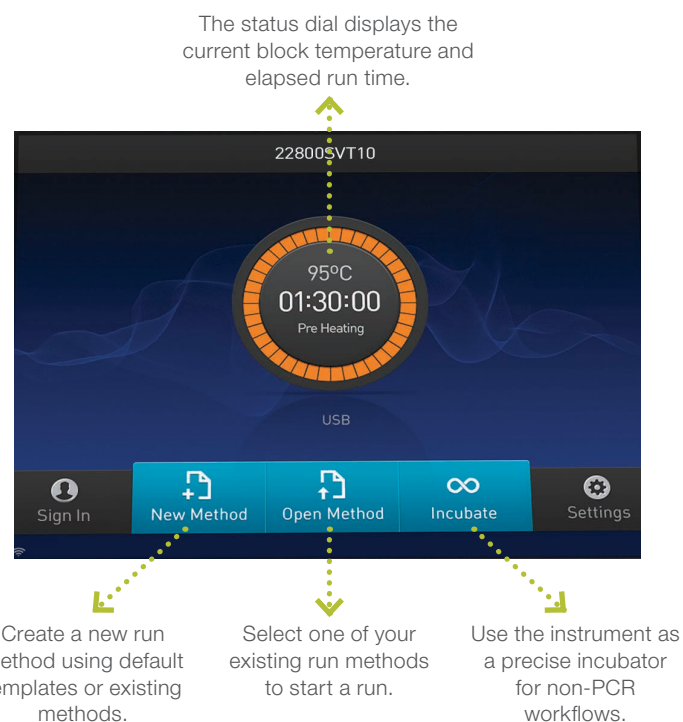 The status dial displays the
current block temperature and
elapsed run time.
22800SVT10
95ºC
01:30:00
Pre Heating
USB
Sign In
New Method
Open Method
Incubate
Settings
Create a new run
ethod using default
emplates or existing
methods.
Select one of your
existing run methods
to start a run.
Use the instrument as
a precise incubator
for non-PCR
workflows.